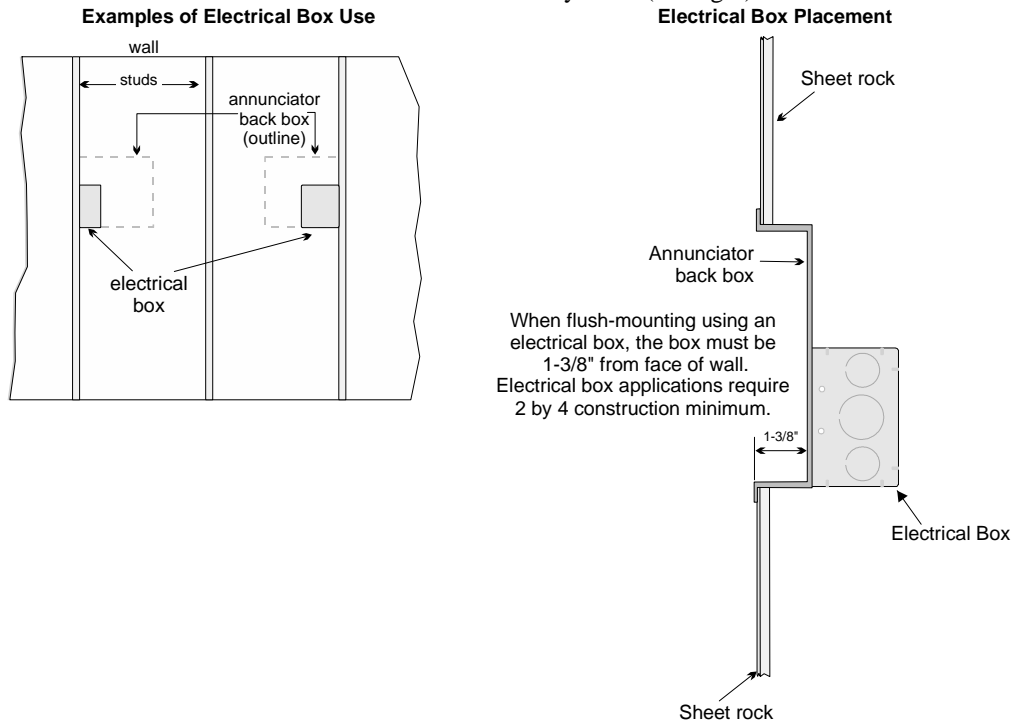 Examples of Electrical Box Use
wall
studs
annunciator
back box
(outline)
electrical
box
Electrical Box Placement
Sheet rock
Annunciator
back box
When flush-mounting using an
electrical box, the box must be
1-3/8" from face of wall.
Electrical box applications require
2 by 4 construction minimum.
1-3/8"
Electrical Box
Sheet rock